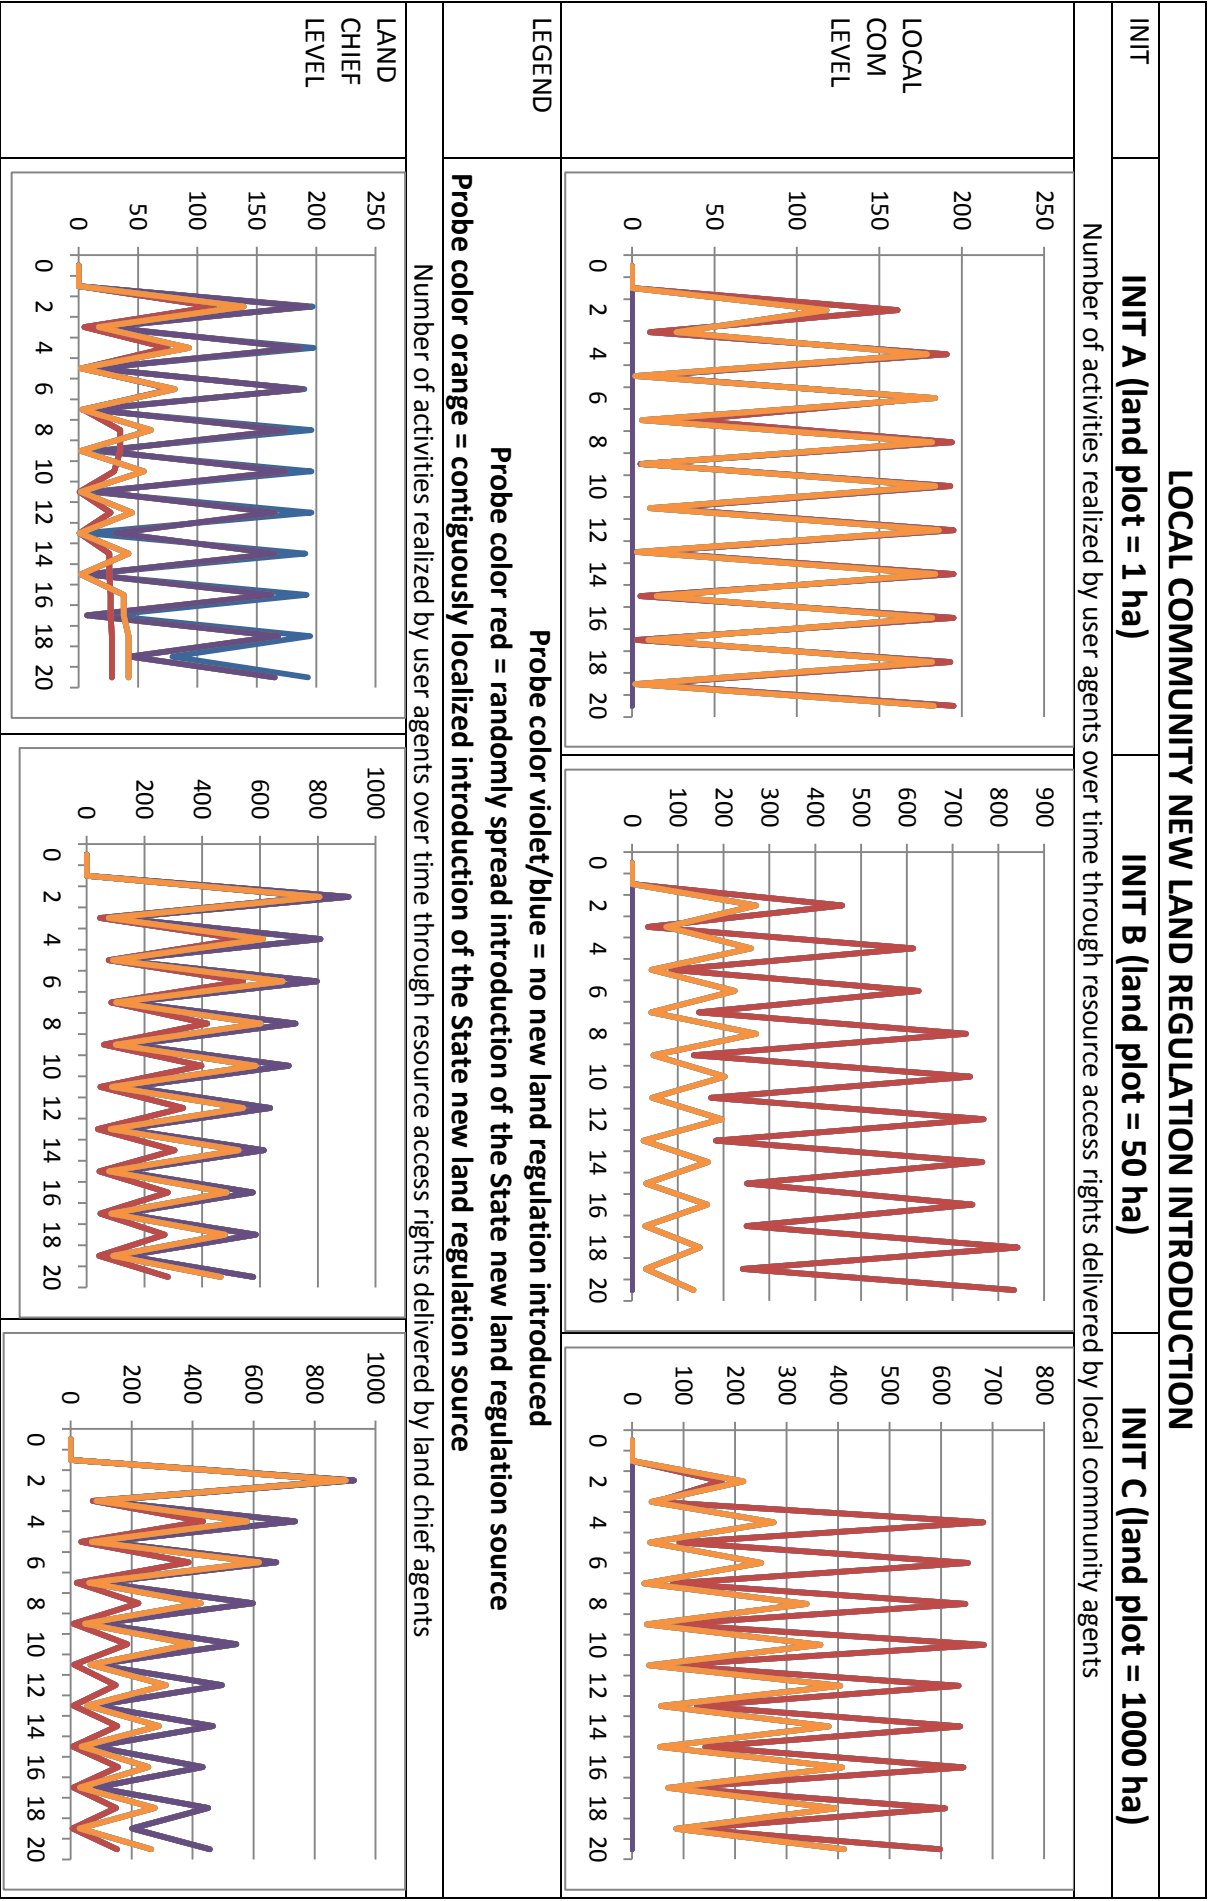 LOCAL COMMUNITY NEW LAND REGULATION INTRODUCTION
INIT
INIT A (land plot = 1 ha)
INIT B (land plot = 50 ha)
INIT C (land plot = 1000 ha)
Number of activities realized by user agents over time through resource access rights delivered by local community agents
LOCAL
COM
LEVEL
250
200
150
100
50
0
0 2 4 6 8 10 12 14 16 18 20
900
800
700
600
500
400
300
200
100
0
0 2 4 6 8 10 12 14 16 18 20
800
700
600
500
400
300
200
100
0
0 2 4 6 8 10 12 14 16 18 20
LEGEND
Probe color violet/blue = no new land regulation introduced
Probe color red = randomly spread introduction of the State new land regulation source
Probe color orange = contiguously localized introduction of the State new land regulation source
Number of activities realized by user agents over time through resource access rights delivered by land chief agents
LAND
CHIEF
LEVEL
250
200
150
100
50
0
0 2 4 6 8 10 12 14 16 18 20
1000
800
600
400
200
0
0 2 4 6 8 10 12 14 16 18 20
1000
800
600
400
200
0
0 2 4 6 8 10 12 14 16 18 20